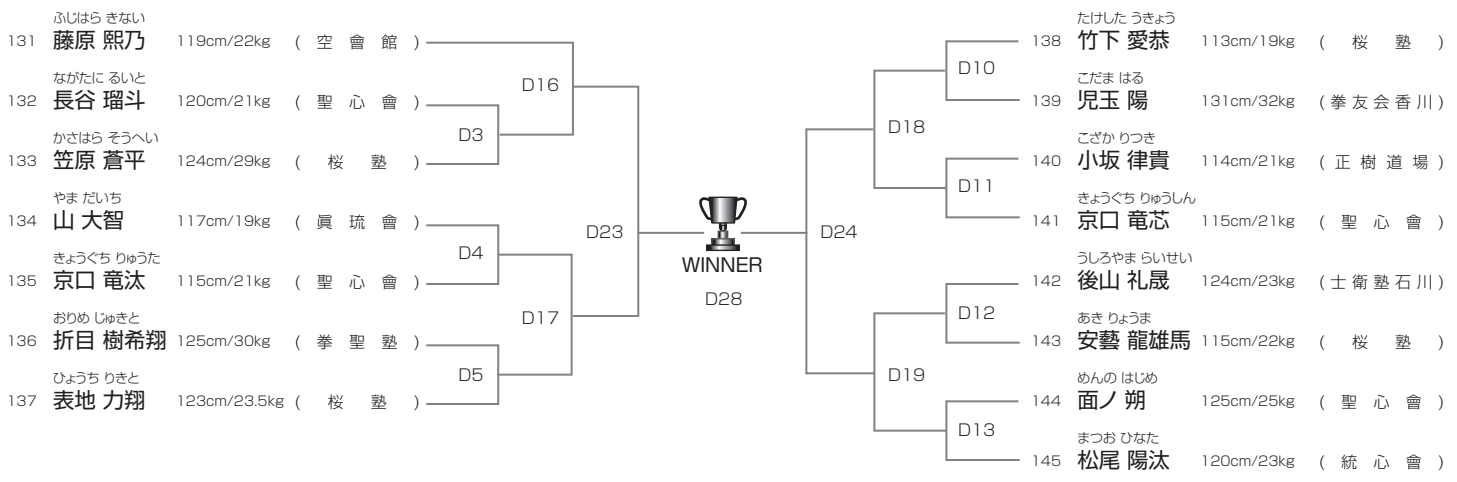 ふじはら きない
131 藤原 熙乃 119cm/22kg ( 空 會 館 )
D16
ながたに るいと
132 長谷 瑠斗 120cm/21kg ( 聖 心 會 )
D3
かさはら そうへい
133 笠原 蒼平 124cm/29kg ( 桜 塾 )
やま だいち
134 山 大智 117cm/19kg ( 眞 琉 會 )
D23
D4
きょうぐち りゅうた
135 京口 竜汰 115cm/21kg ( 聖 心 會 )
D17
おりめ じゅきと
136 折目 樹希翔 125cm/30kg ( 拳 聖 塾 )
D5
ひょうち りきと
137 表地 力翔 123cm/23.5kg ( 桜 塾 )
WINNER
D28
たけした うきょう
138 竹下 愛恭 113cm/19kg ( 桜 塾 )
D10
こだま はる
139 児玉 陽 131cm/32kg (拳友会香川)
D18
こざか りつき
140 小坂 律貴 114cm/21kg ( 正 樹 道 場 )
D11
きょうぐち りゅうしん
141 京口 竜芯 115cm/21kg ( 聖 心 會 )
D24
うしろやま らいせい
142 後山 礼晟 124cm/23kg (士衛塾石川)
D12
あき りょうま
143 安藝 龍雄馬 115cm/22kg ( 桜 塾 )
D19
めんの はじめ
144 面ノ 朔 125cm/25kg ( 聖 心 會 )
D13
まつお ひなた
145 松尾 陽汰 120cm/23kg ( 統 心 會 )